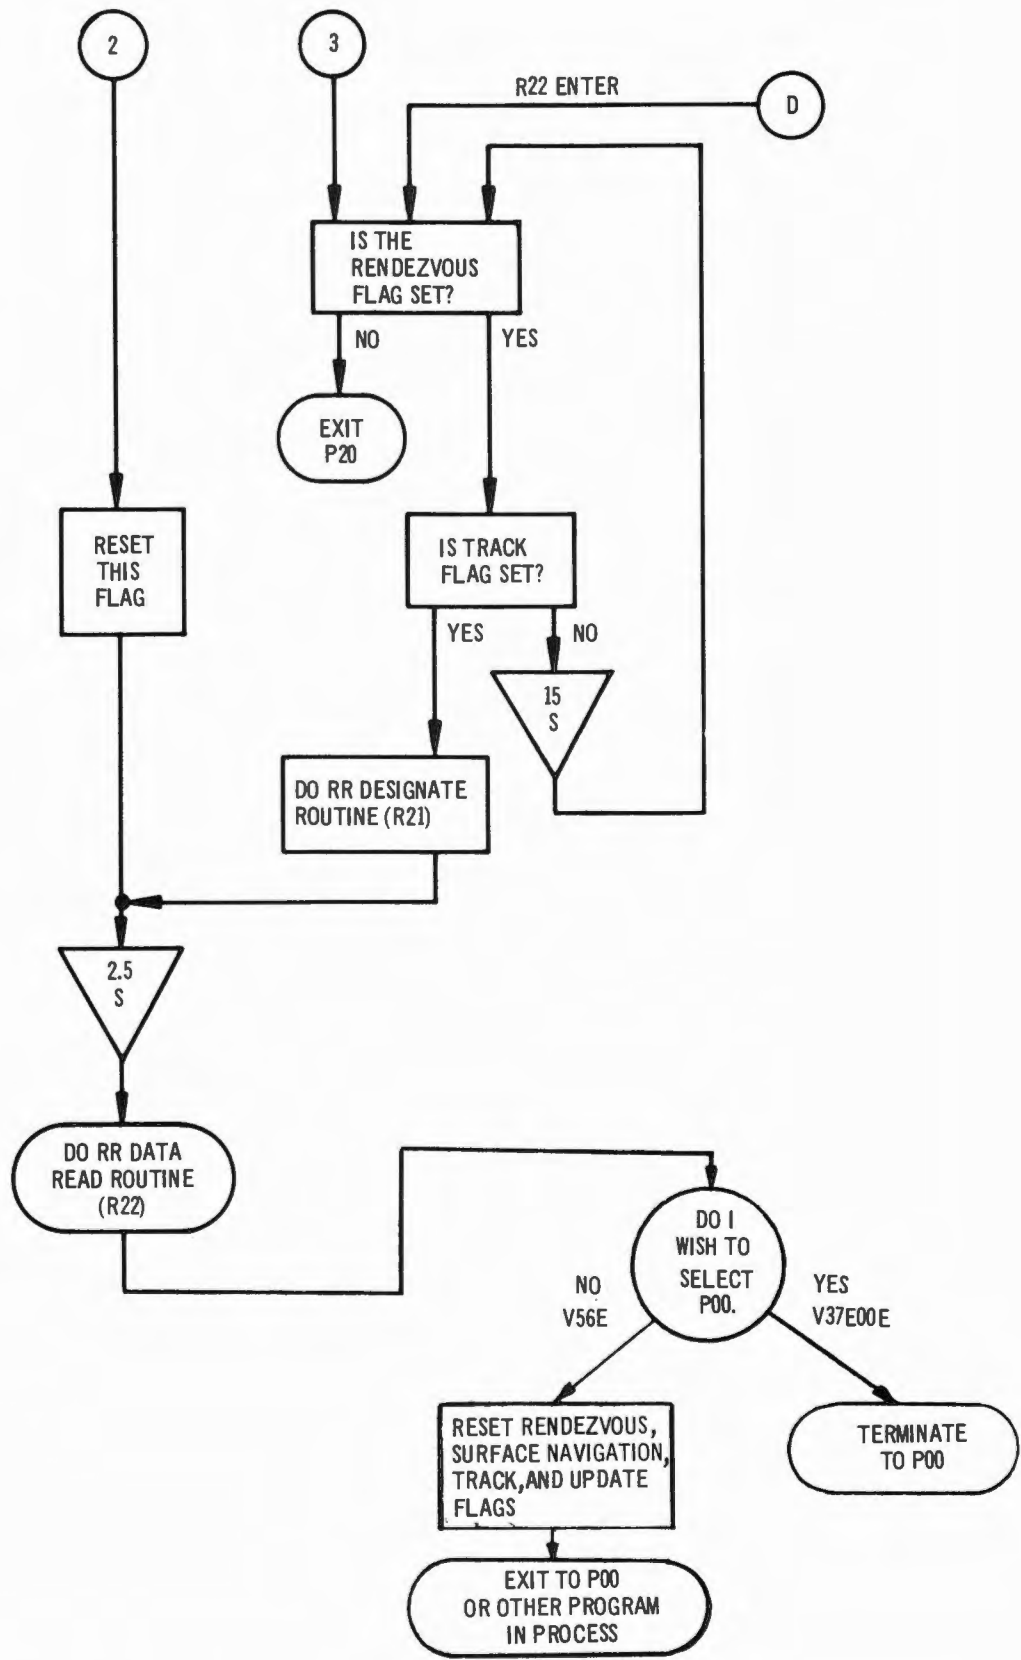 2
3
R22 ENTER
D
IS THE
RENDEZVOUS
FLAG SET?
NO
YES
EXIT
P20
RESET
THIS
FLAG
IS TRACK
FLAG SET?
YES
NO
15
S
DO RR DESIGNATE
ROUTINE (R21)
2.5
S
DO RR DATA
READ ROUTINE
(R22)
DO I
WISH TO
SELECT
P00.
NO
V56E
YES
V37E00E
RESET RENDEZVOUS,
SURFACE NAVIGATION,
TRACK, AND UPDATE
FLAGS
TERMINATE
TO P00
EXIT TO P00
OR OTHER PROGRAM
IN PROCESS